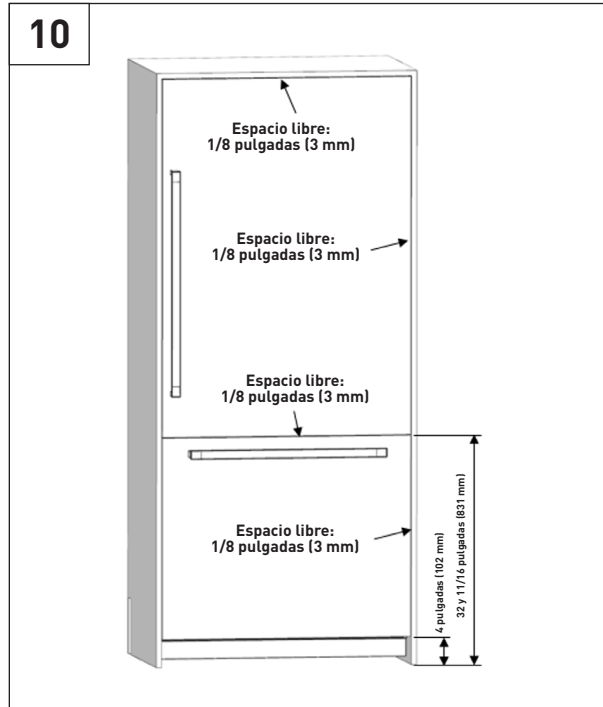 10
Espacio libre:
1/8 pulgadas (3 mm)
Espacio libre:
1/8 pulgadas (3 mm)
Espacio libre:
1/8 pulgadas (3 mm)
Espacio libre:
1/8 pulgadas (3 mm)
4 pulgadas (102 mm)
32 y 11/16 pulgadas (831 mm)